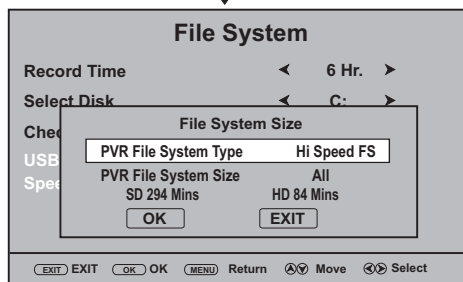 File System
Record Time 6 Hr.
Select Disk C:
Chec
File System Size
USB
PVR File System Type Hi Speed FS
Spee
PVR File System Size All
SD 294 Mins HD 84 Mins
OK EXIT
EXIT EXIT OK OK MENU Return Move Select